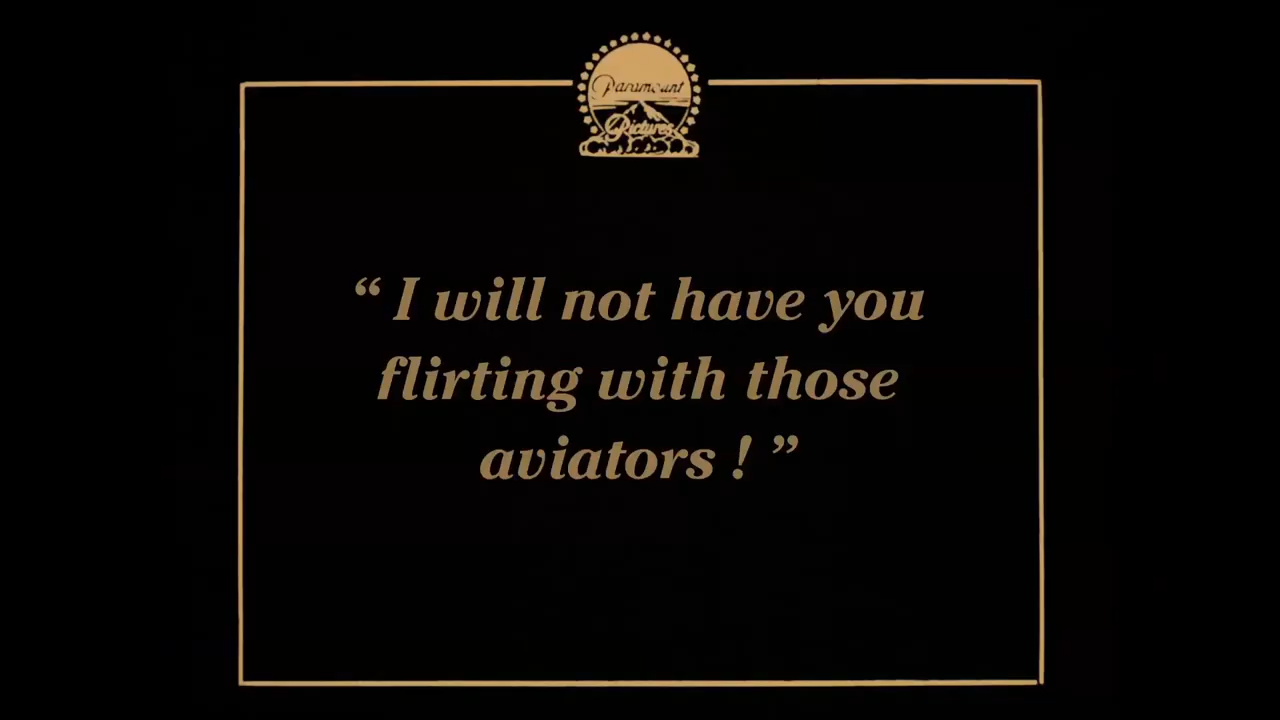 Paramount
Pictures
“ I will not have you
flirting with those
aviators ! ”